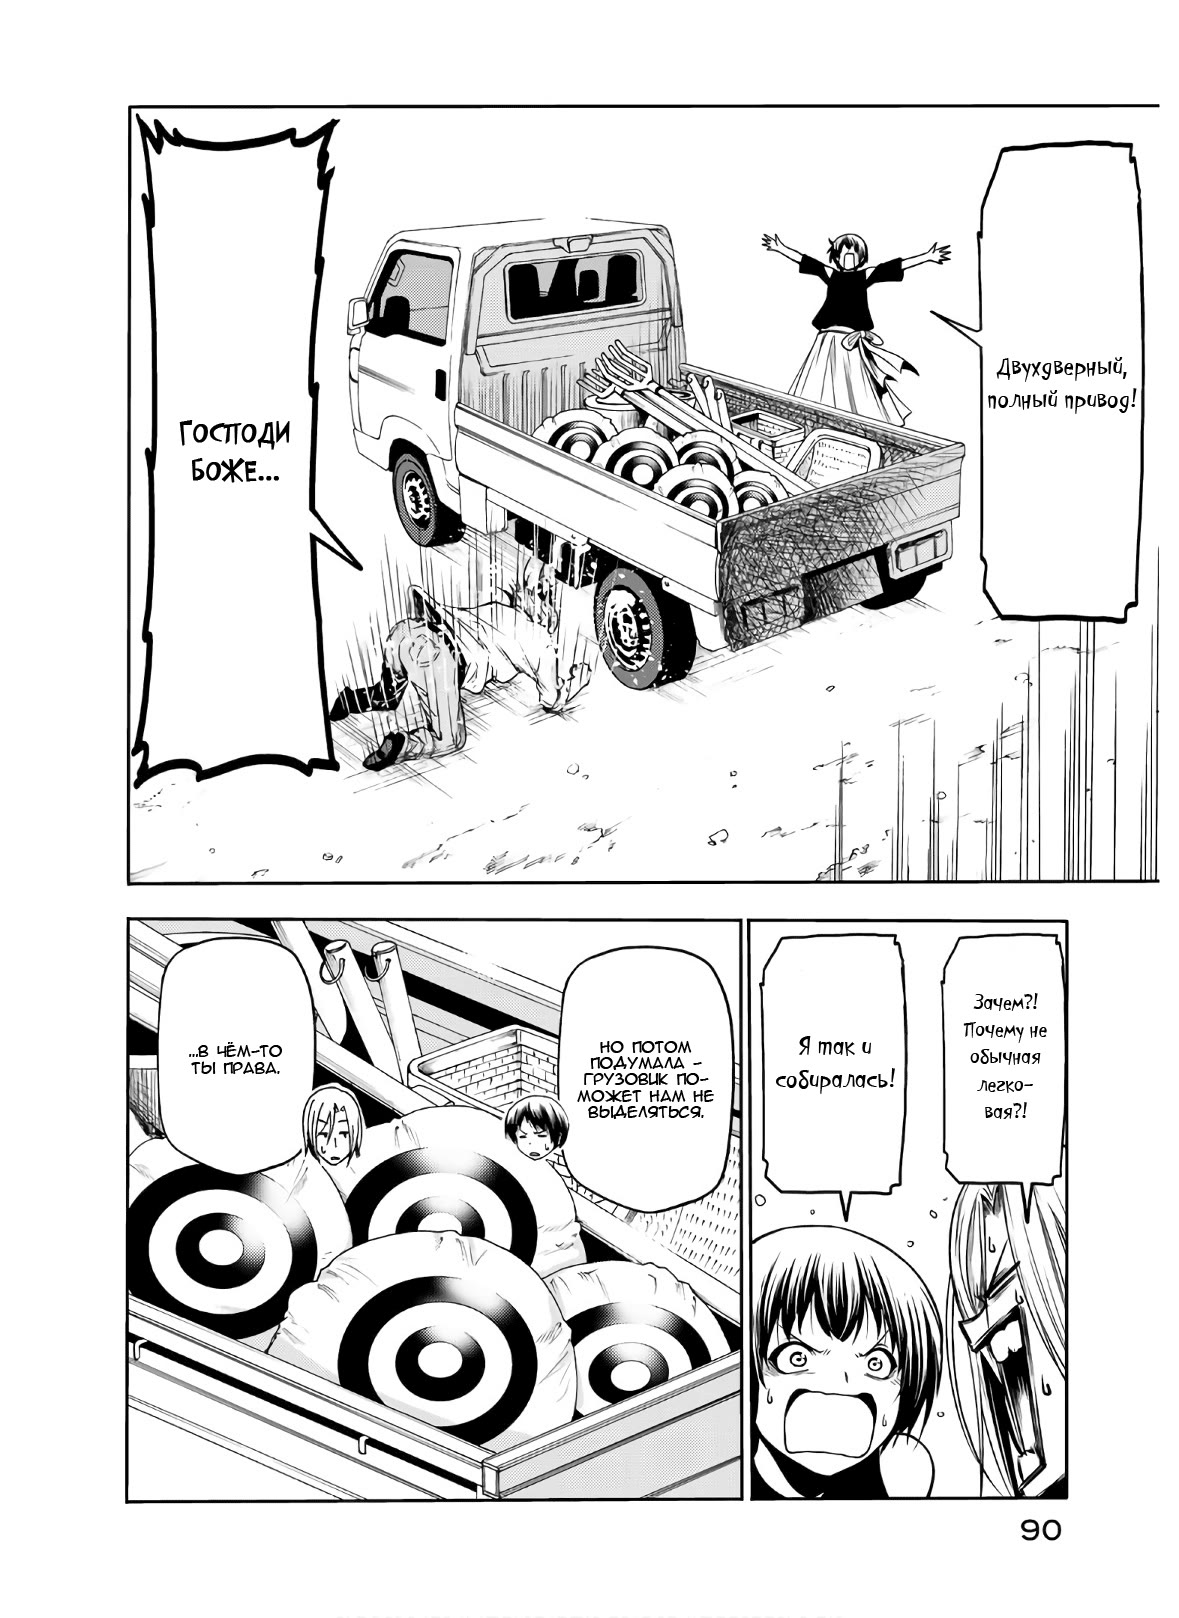 Двухдверный,
полный привод!
ГОСПОДИ
БОЖЕ...
Зачем?!
Почему не
обычная
легко-
вая?!
Я так и
собиралась!
НО ПОТОМ
ПОДУМАЛА -
ГРУЗОВИК ПО-
МОЖЕТ НАМ НЕ
ВЫДЕЛЯТЬСЯ.
...В ЧЁМ-ТО
ТЫ ПРАВА.
90